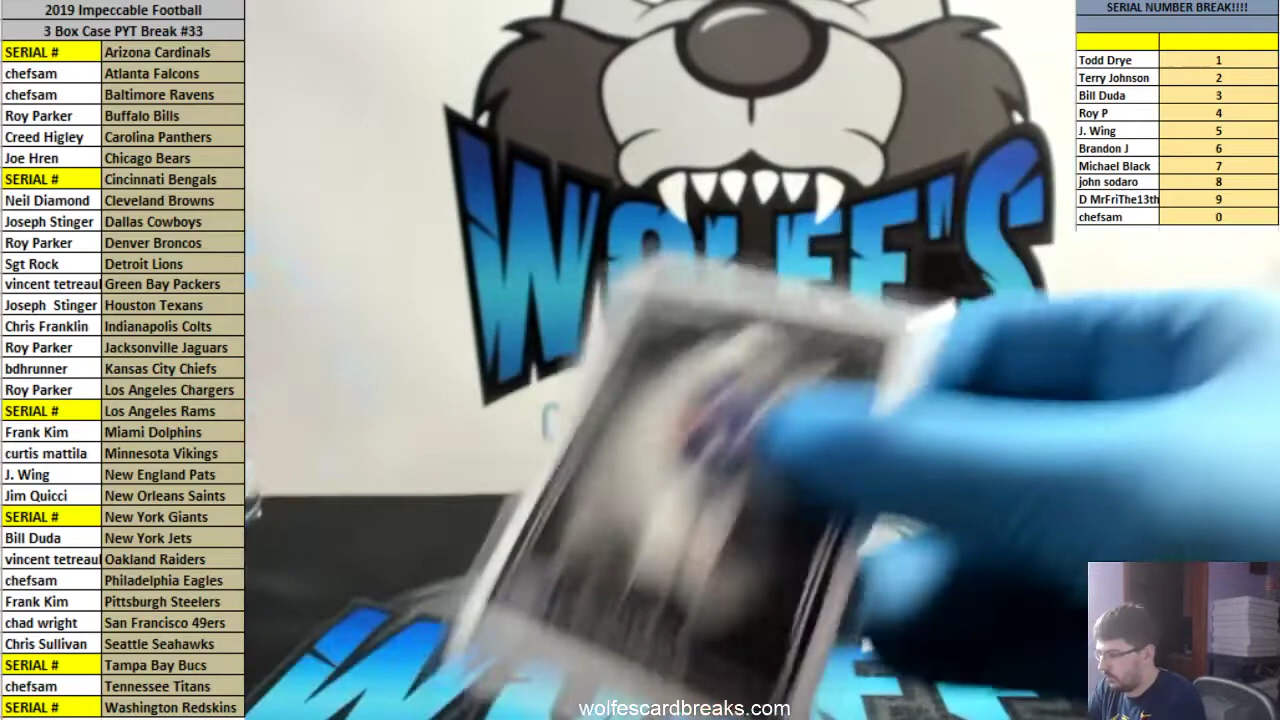 2019 Impeccable Football
3 Box Case PYT Break #33
SERIAL # Arizona Cardinals
chefsam Atlanta Falcons
chefsam Baltimore Ravens
Roy Parker Buffalo Bills
Creed Higley Carolina Panthers
Joe Hren Chicago Bears
SERIAL # Cincinnati Bengals
Neil Diamond Cleveland Browns
Joseph Stinger Dallas Cowboys
Roy Parker Denver Broncos
Sgt Rock Detroit Lions
vincent tetreaul Green Bay Packers
Joseph Stinger Houston Texans
Chris Franklin Indianapolis Colts
Roy Parker Jacksonville Jaguars
bdhrunner Kansas City Chiefs
Roy Parker Los Angeles Chargers
SERIAL # Los Angeles Rams
Frank Kim Miami Dolphins
curtis mattila Minnesota Vikings
J. Wing New England Pats
Jim Quicci New Orleans Saints
SERIAL # New York Giants
Bill Duda New York Jets
vincent tetreaul Oakland Raiders
chefsam Philadelphia Eagles
Frank Kim Pittsburgh Steelers
chad wright San Francisco 49ers
Chris Sullivan Seattle Seahawks
SERIAL # Tampa Bay Bucs
chefsam Tennessee Titans
SERIAL # Washington Redskins
WOLFE'S
wolfescardbreaks.com
SERIAL NUMBER BREAK!!!!
Todd Drye 1
Terry Johnson 2
Bill Duda 3
Roy P 4
J. Wing 5
Brandon J 6
Michael Black 7
john sodaro 8
D MrFriThe13th 9
chefsam 0